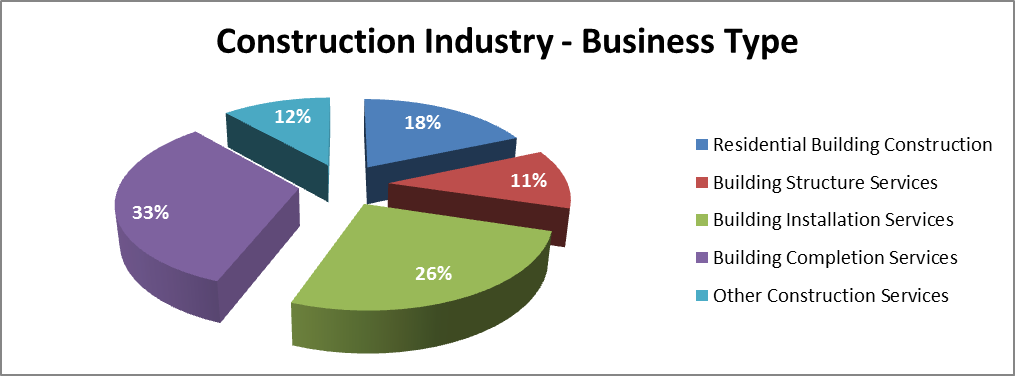 Construction Industry - Business Type
12%
18%
11%
33%
26%
Residential Building Construction
Building Structure Services
Building Installation Services
Building Completion Services
Other Construction Services